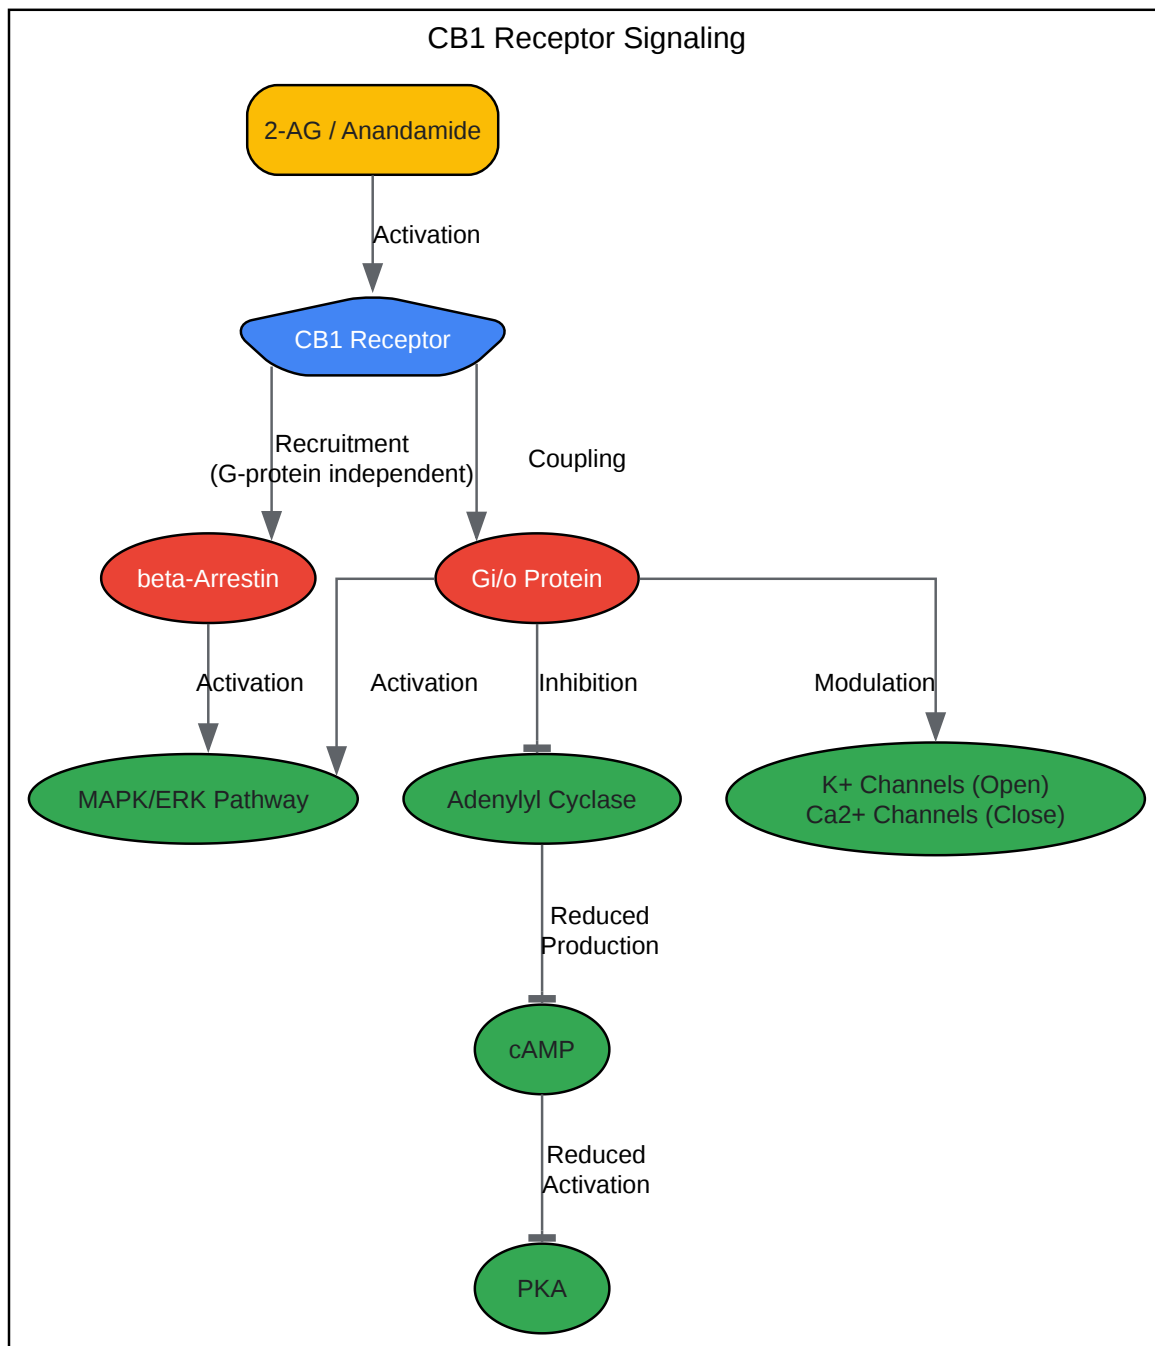 CB1 Receptor Signaling
2-AG / Anandamide
Activation
CB1 Receptor
Recruitment
(G-protein independent)
Coupling
beta-Arrestin
Gi/o Protein
Activation
Activation
Inhibition
Modulation
MAPK/ERK Pathway
Adenylyl Cyclase
K+ Channels (Open)
Ca2+ Channels (Close)
Reduced
Production
cAMP
Reduced
Activation
PKA